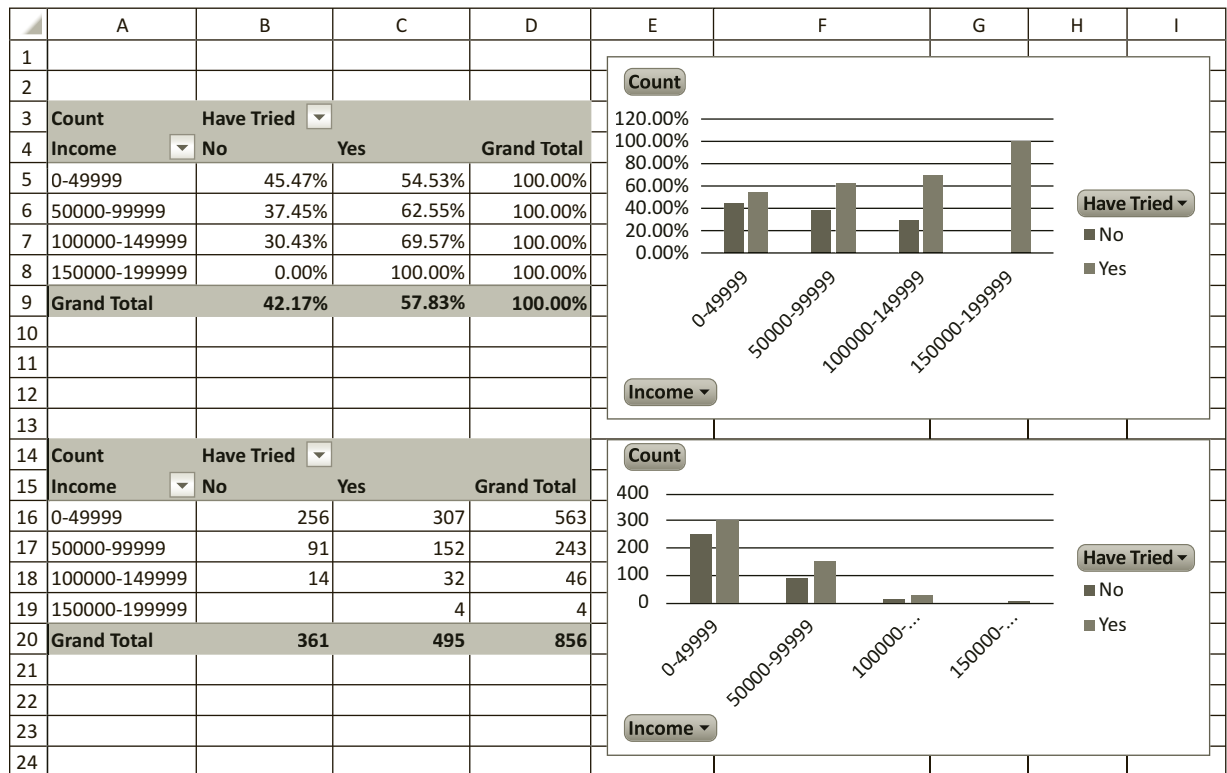 A B C D E F G H I
1
2
3 Count Have Tried
4 Income No Yes Grand Total
5 0-49999 45.47% 54.53% 100.00%
6 50000-99999 37.45% 62.55% 100.00%
7 100000-149999 30.43% 69.57% 100.00%
8 150000-199999 0.00% 100.00% 100.00%
9 Grand Total 42.17% 57.83% 100.00%
10
11
12
13
14 Count Have Tried
15 Income No Yes Grand Total
16 0-49999 256 307 563
17 50000-99999 91 152 243
18 100000-149999 14 32 46
19 150000-199999 4 4
20 Grand Total 361 495 856
21
22
23
24
Count
120.00%
100.00%
80.00%
60.00%
40.00%
20.00%
0.00%
0-49999 50000-99999 100000-149999 150000-199999
Have Tried
No
Yes
Income
Count
400
300
200
100
0
0-49999 50000-99999 100000-... 150000-...
Have Tried
No
Yes
Income